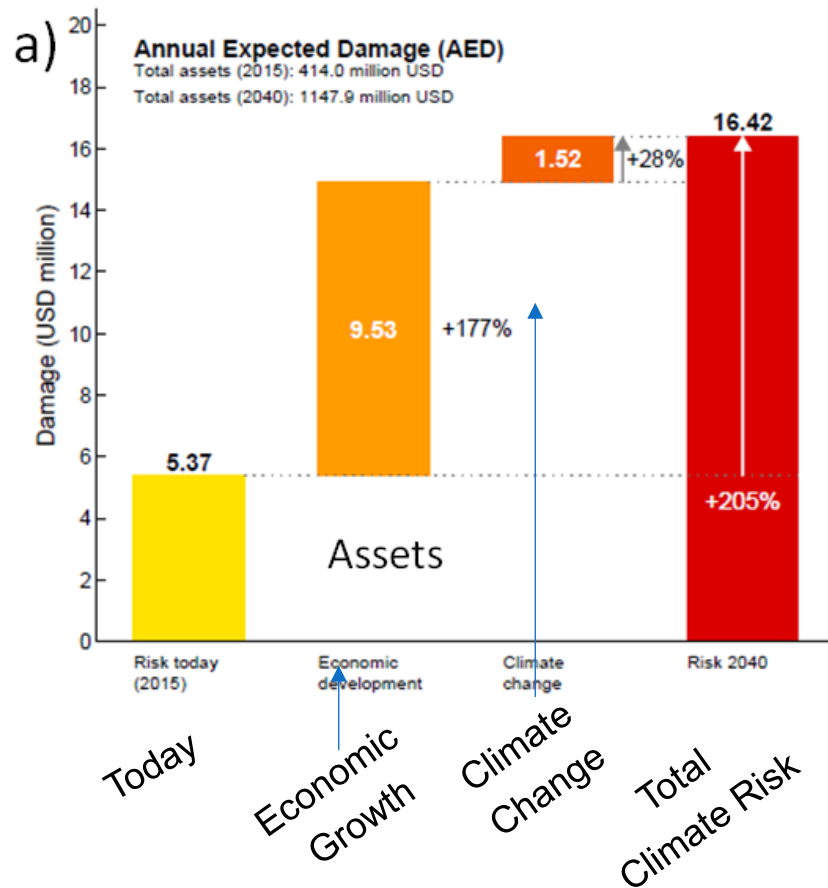 a)
Annual Expected Damage (AED)
Total assets (2015): 414.0 million USD
Total assets (2040): 1147.9 million USD
Damage (USD million)
20
18
16
14
12
10
8
6
4
2
0
5.37
9.53
+177%
1.52
+28%
16.42
+205%
Assets
Risk today
(2015)
Economic
development
Climate
change
Risk 2040
Today
Economic
Growth
Climate
Change
Total
Climate Risk